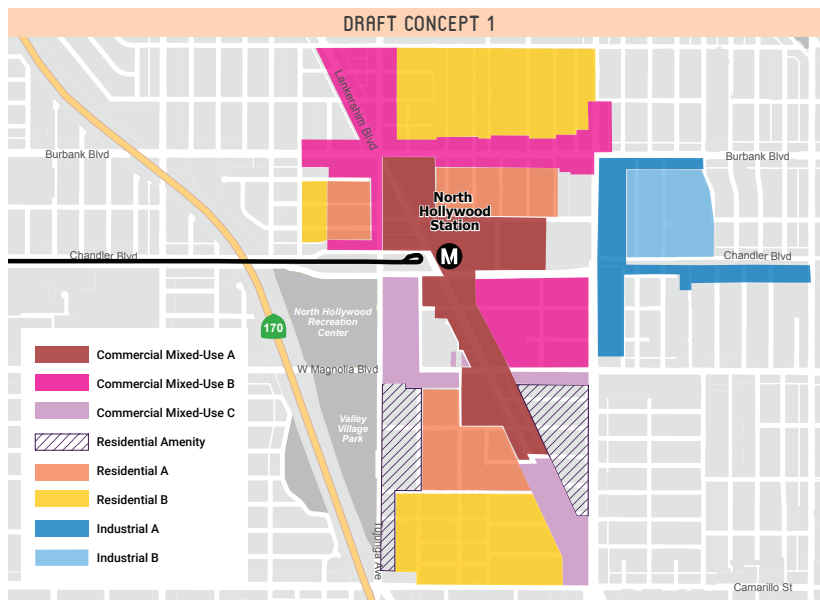 DRAFT CONCEPT 1
Lankershim Blvd
Burbank Blvd
Burbank Blvd
North
Hollywood
Station
M
Chandler Blvd
Chandler Blvd
North Hollywood
Recreation
Center
170
W Magnolia Blvd
Valley
Village
Park
Tujunga Ave
Camarillo St
Commercial Mixed-Use A
Commercial Mixed-Use B
Commercial Mixed-Use C
Residential Amenity
Residential A
Residential B
Industrial A
Industrial B